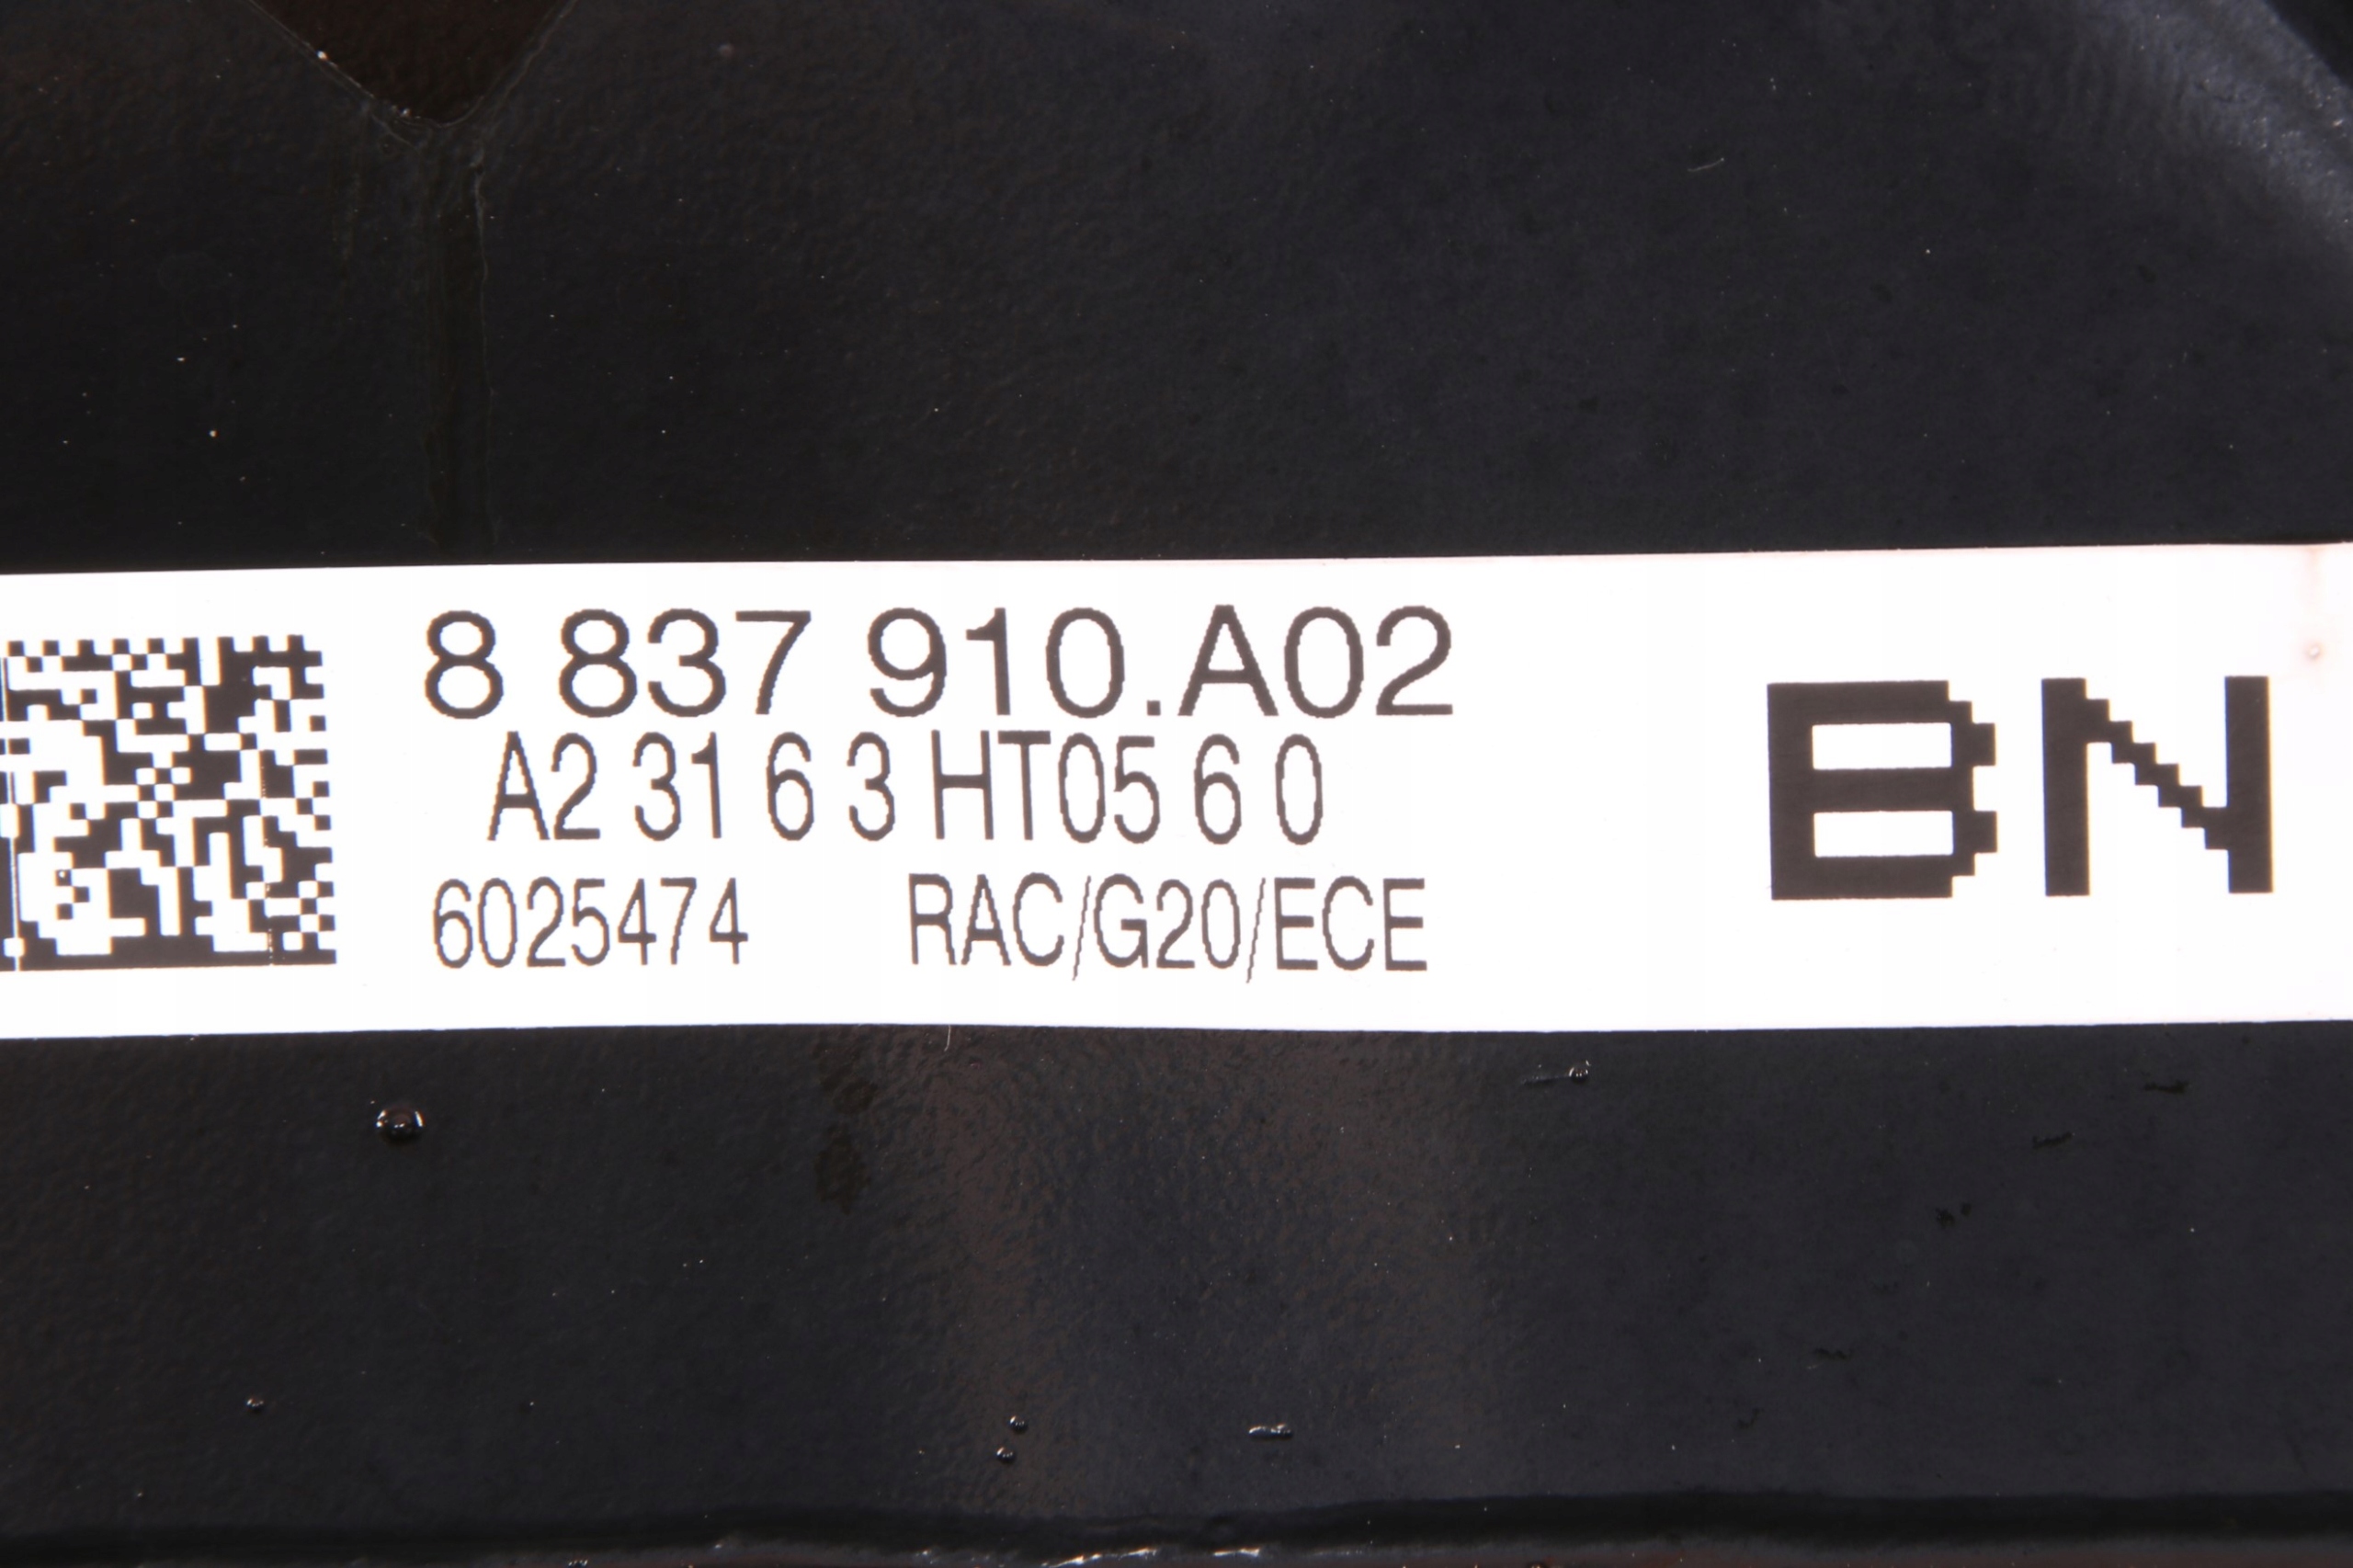 8 837 910.A02
A2 31 6 3 HT05 6 0
6025474 RAC/G20/ECE
BN